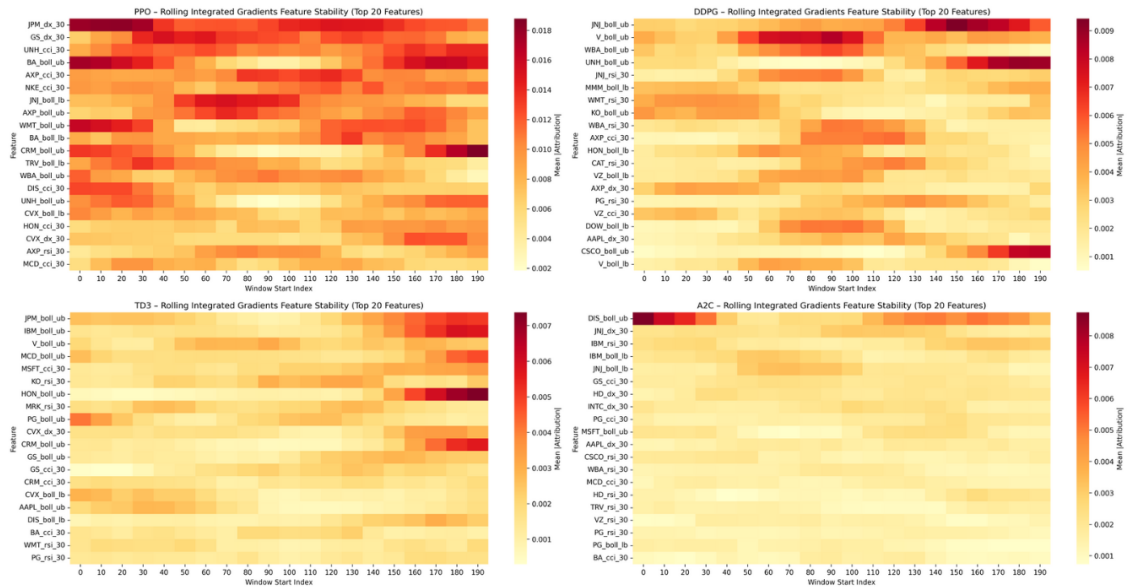 PPO – Rolling Integrated Gradients Feature Stability (Top 20 Features)
JPM_dx_30
GS_dx_30
UNH_cci_30
BA_boll_ub
AXP_cci_30
NKE_cci_30
JNJ_boll_lb
AXP_boll_ub
WMT_boll_ub
BA_boll_lb
CRM_boll_ub
TRV_boll_lb
WBA_boll_ub
DIS_cci_30
UNH_boll_ub
CVX_boll_lb
HON_cci_30
CVX_dx_30
AXP_rsi_30
MCD_cci_30
Feature
0 10 20 30 40 50 60 70 80 90 100 110 120 130 140 150 160 170 180 190
Window Start Index
0.018
0.016
0.014
0.012
0.010
0.008
0.006
0.004
0.002
Mean |Attribution|
DDPG – Rolling Integrated Gradients Feature Stability (Top 20 Features)
JNJ_boll_ub
V_boll_ub
WBA_boll_ub
UNH_boll_ub
JNJ_rsi_30
MMM_boll_lb
WMT_rsi_30
KO_boll_ub
WBA_rsi_30
AXP_cci_30
HON_boll_lb
CAT_rsi_30
VZ_boll_lb
AXP_dx_30
PG_rsi_30
VZ_cci_30
DOW_boll_lb
AAPL_dx_30
CSCO_boll_ub
V_boll_lb
Feature
0 10 20 30 40 50 60 70 80 90 100 110 120 130 140 150 160 170 180 190
Window Start Index
0.009
0.008
0.007
0.006
0.005
0.004
0.003
0.002
0.001
Mean |Attribution|
TD3 – Rolling Integrated Gradients Feature Stability (Top 20 Features)
JPM_boll_ub
IBM_boll_ub
V_boll_ub
MCD_boll_ub
MSFT_cci_30
KO_rsi_30
HON_boll_ub
MRK_rsi_30
PG_boll_ub
CVX_dx_30
CRM_boll_ub
GS_boll_ub
GS_cci_30
CRM_cci_30
CVX_boll_lb
AAPL_boll_ub
DIS_boll_lb
BA_cci_30
WMT_rsi_30
PG_rsi_30
Feature
0 10 20 30 40 50 60 70 80 90 100 110 120 130 140 150 160 170 180 190
Window Start Index
0.007
0.006
0.005
0.004
0.003
0.002
0.001
Mean |Attribution|
A2C – Rolling Integrated Gradients Feature Stability (Top 20 Features)
DIS_boll_ub
JNJ_dx_30
IBM_rsi_30
IBM_boll_lb
JNJ_boll_lb
GS_cci_30
HD_dx_30
INTC_dx_30
PG_cci_30
MSFT_boll_ub
AAPL_dx_30
CSCO_rsi_30
WBA_rsi_30
MCD_cci_30
HD_rsi_30
TRV_rsi_30
VZ_rsi_30
PG_rsi_30
PG_boll_lb
BA_cci_30
Feature
0 10 20 30 40 50 60 70 80 90 100 110 120 130 140 150 160 170 180 190
Window Start Index
0.008
0.007
0.006
0.005
0.004
0.003
0.002
0.001
Mean |Attribution|